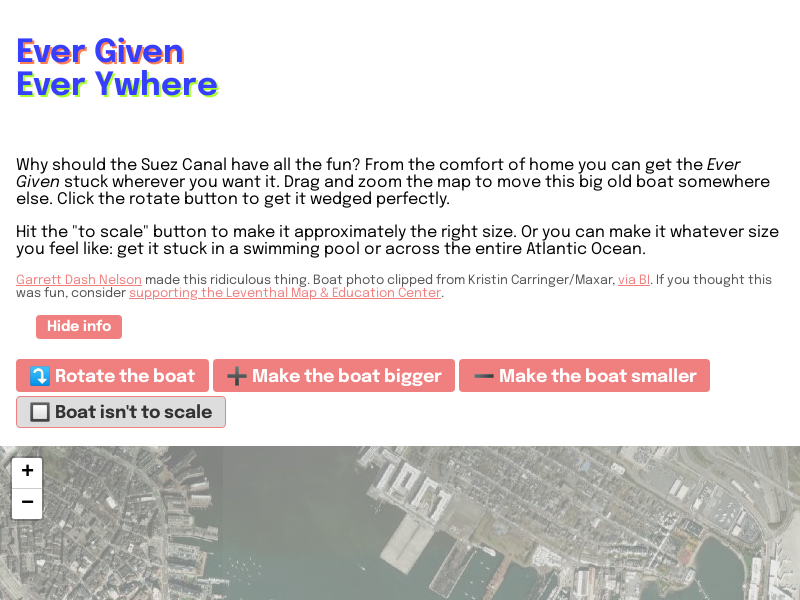 Ever Given
Ever Ywhere
Why should the Suez Canal have all the fun? From the comfort of home you can get the Ever
Given stuck wherever you want it. Drag and zoom the map to move this big old boat somewhere
else. Click the rotate button to get it wedged perfectly.
Hit the "to scale" button to make it approximately the right size. Or you can make it whatever size
you feel like: get it stuck in a swimming pool or across the entire Atlantic Ocean.
Garrett Dash Nelson made this ridiculous thing. Boat photo clipped from Kristin Carringer/Maxar, via BI. If you thought this
was fun, consider supporting the Leventhal Map & Education Center.
Hide info
⤵️ Rotate the boat ➕ Make the boat bigger ➖ Make the boat smaller
Boat isn't to scale
+
−